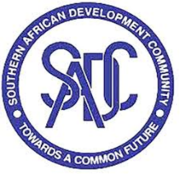 SOUTHERN AFRICAN DEVELOPMENT COMMUNITY
SADC
TOWARDS A COMMON FUTURE